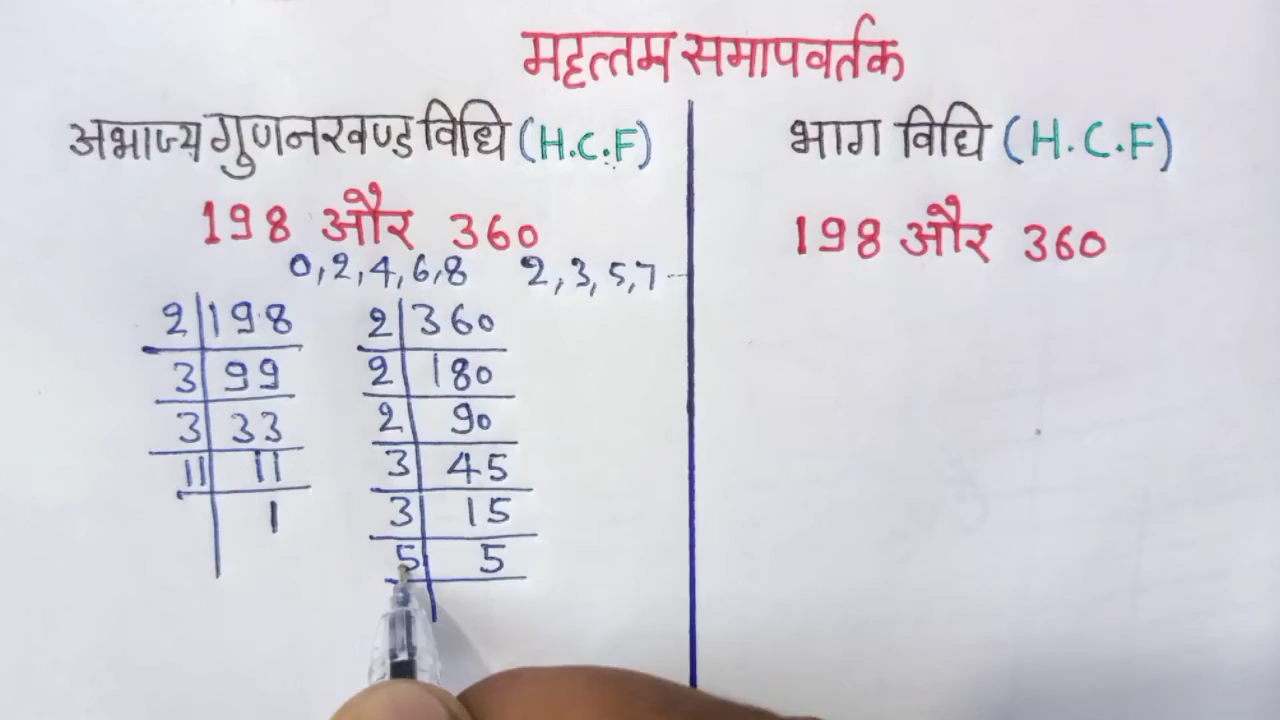 महत्तम समापवर्तक
अभाज्य गुणनखण्ड विधि (H.C.F)
198 और 360
0,2,4,6,8 2,3,5,7--
2 198
3 99
3 33
11 11
1
2 360
2 180
2 90
3 45
3 15
5 5
भाग विधि (H.C.F)
198 और 360